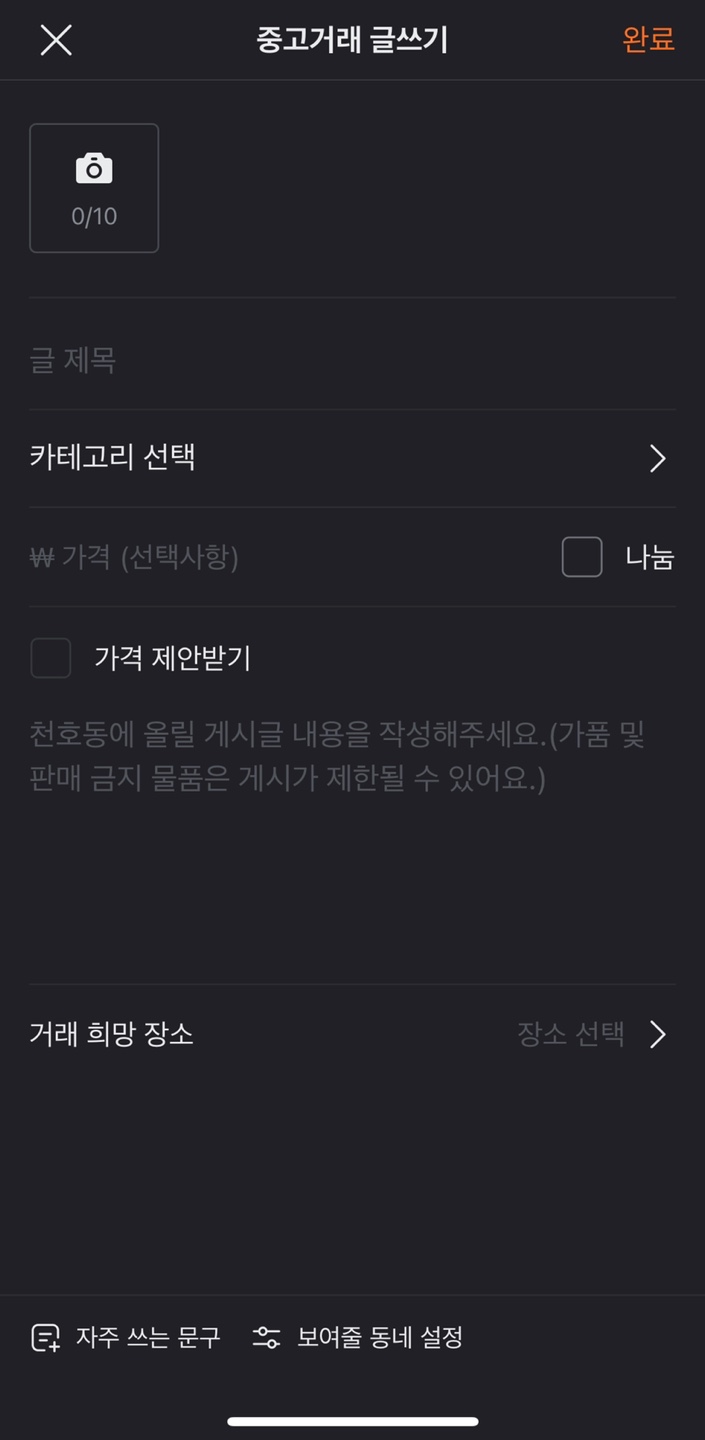 중고거래 글쓰기
완료
0/10
글 제목
카테고리 선택
₩ 가격 (선택사항)
나눔
가격 제안받기
천호동에 올릴 게시글 내용을 작성해주세요.(가품 및
판매 금지 물품은 게시가 제한될 수 있어요.)
거래 희망 장소
장소 선택
자주 쓰는 문구
보여줄 동네 설정